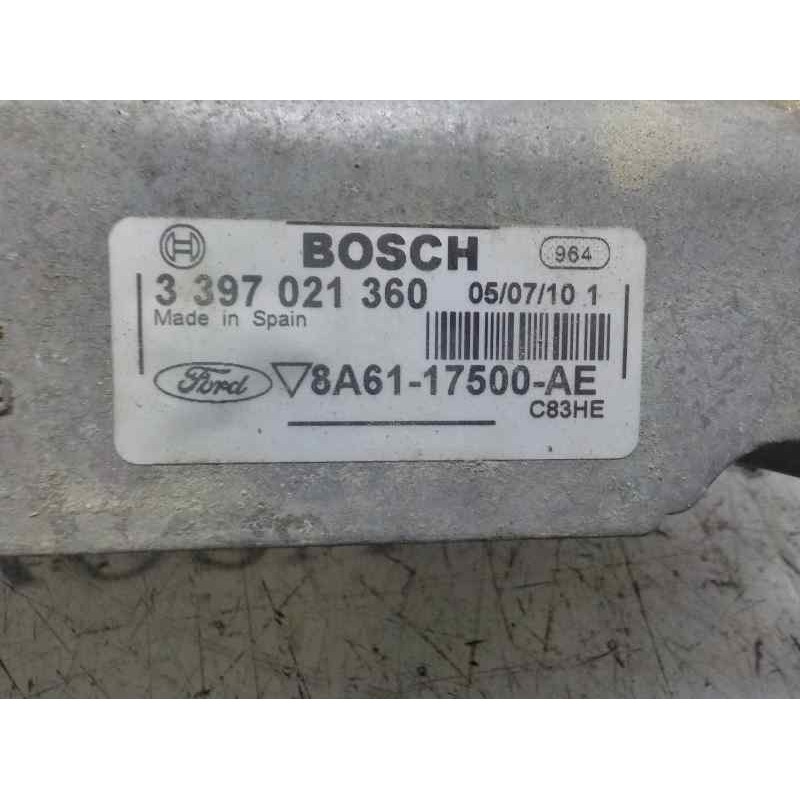 BOSCH 964
3 397 021 360 05/07/10 1
Made in Spain
Ford 8A61-17500-AE
C83HE